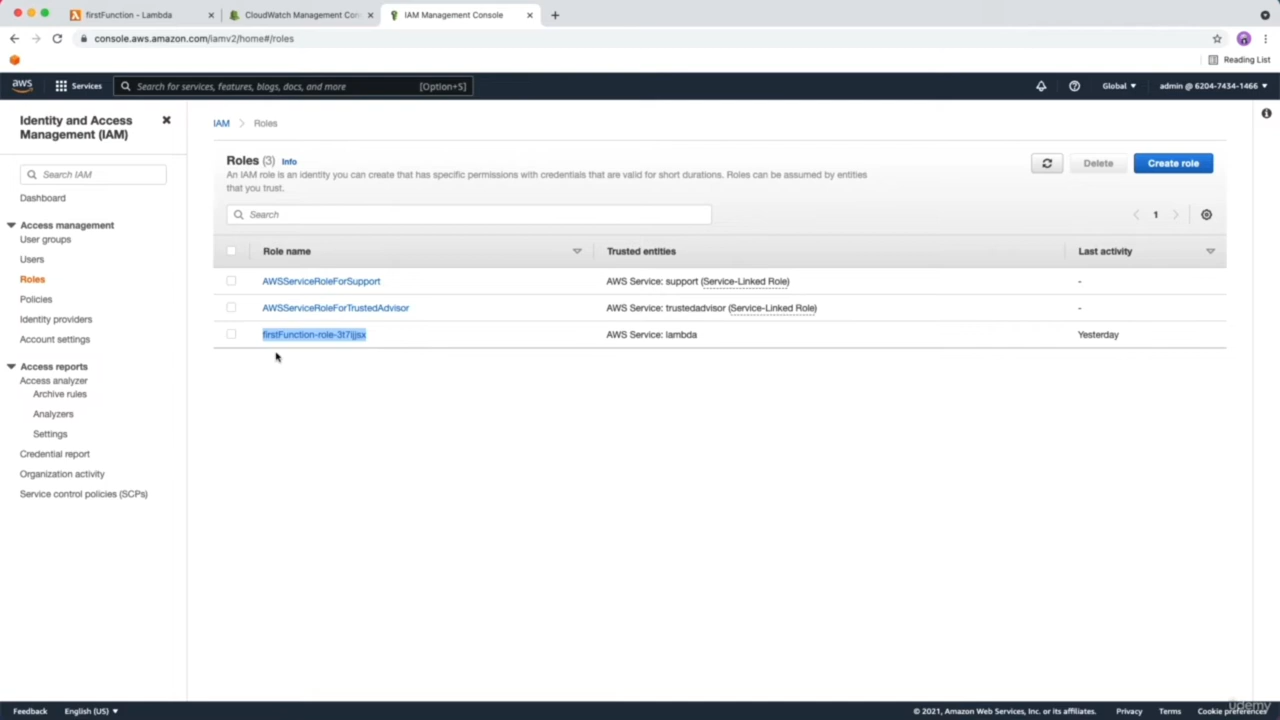 firstFunction - Lambda
CloudWatch Management Con
IAM Management Console
console.aws.amazon.com/iamv2/home#/roles
Reading List
aws
Services
Search for services, features, blogs, docs, and more
[Option+S]
Global
admin @ 6204-7434-1466
Identity and Access
Management (IAM)
Search IAM
Dashboard
Access management
User groups
Users
Roles
Policies
Identity providers
Account settings
Access reports
Access analyzer
Archive rules
Analyzers
Settings
Credential report
Organization activity
Service control policies (SCPs)
IAM > Roles
Roles (3) Info
An IAM role is an identity you can create that has specific permissions with credentials that are valid for short durations. Roles can be assumed by entities
that you trust.
Delete
Create role
Search
1
Role name
Trusted entities
Last activity
AWSServiceRoleForSupport
AWS Service: support (Service-Linked Role)
-
AWSServiceRoleForTrustedAdvisor
AWS Service: trustedadvisor (Service-Linked Role)
-
firstFunction-role-3t7ijjsx
AWS Service: lambda
Yesterday
Feedback
English (US)
© 2021, Amazon Web Services, Inc. or its affiliates.
Privacy
Terms
Cookie preferences
udemy